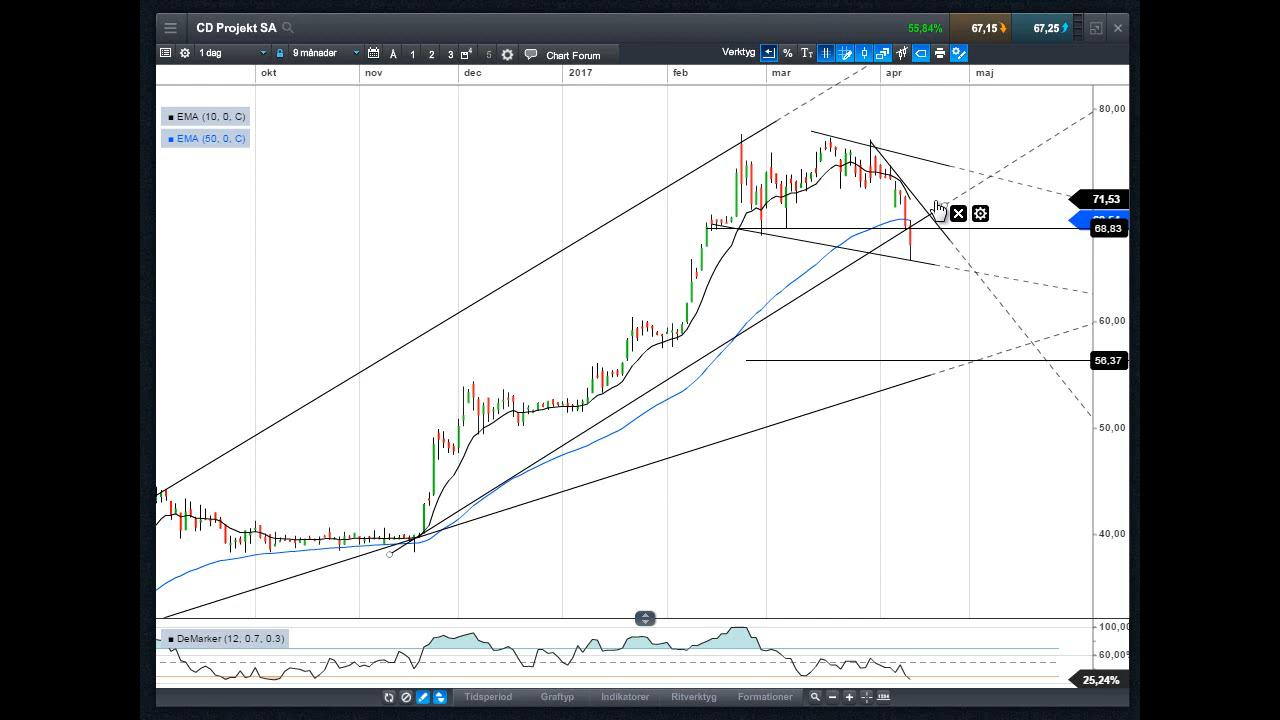 CD Projekt SA
55,84%
67,15
67,25
1 dag
9 månader
A 1 2 3 5
Chart Forum
Verktyg
%
okt nov dec 2017 feb mar apr maj
EMA (10, 0, C)
EMA (50, 0, C)
80,00
71,53
68,83
60,00
56,37
50,00
40,00
DeMarker (12, 0.7, 0.3)
100,00
60,00%
25,24%
Tidsperiod Graftyp Indikatorer Ritverktyg Formationer